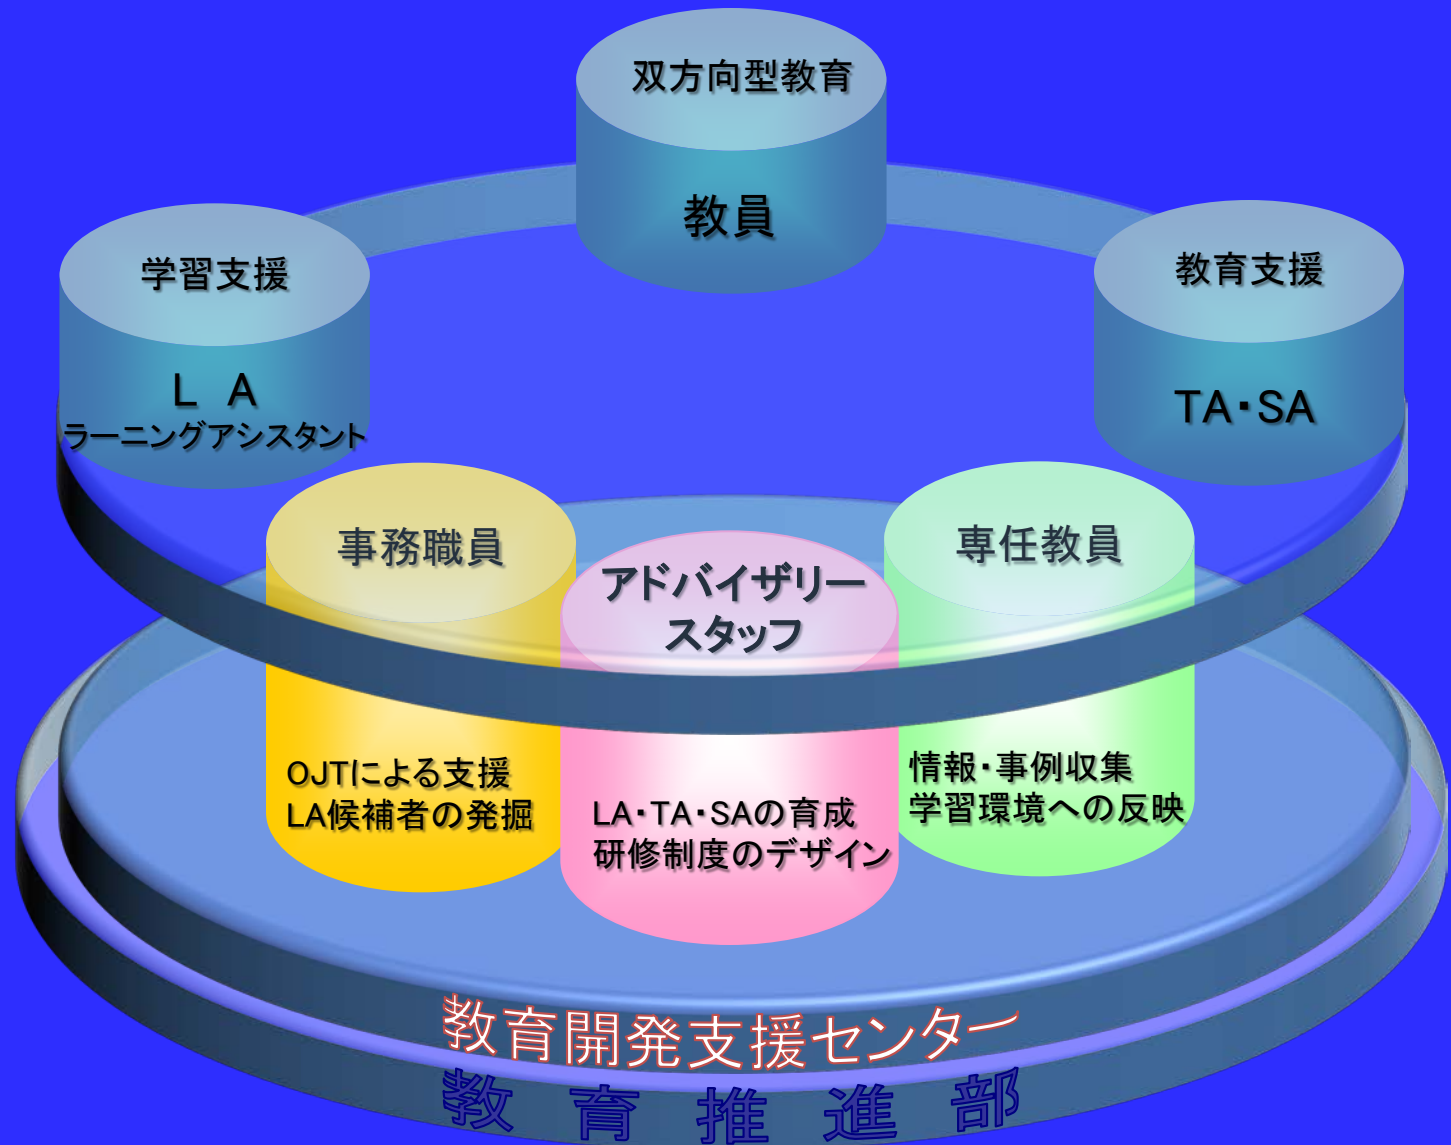 双方向型教育
教員
学習支援
L A
ラーニングアシスタント
教育支援
TA・SA
事務職員
OJTによる支援
LA候補者の発掘
アドバイザリー
スタッフ
LA・TA・SAの育成
研修制度のデザイン
専任教員
情報・事例収集
学習環境への反映
教育開発支援センター
教育推進部